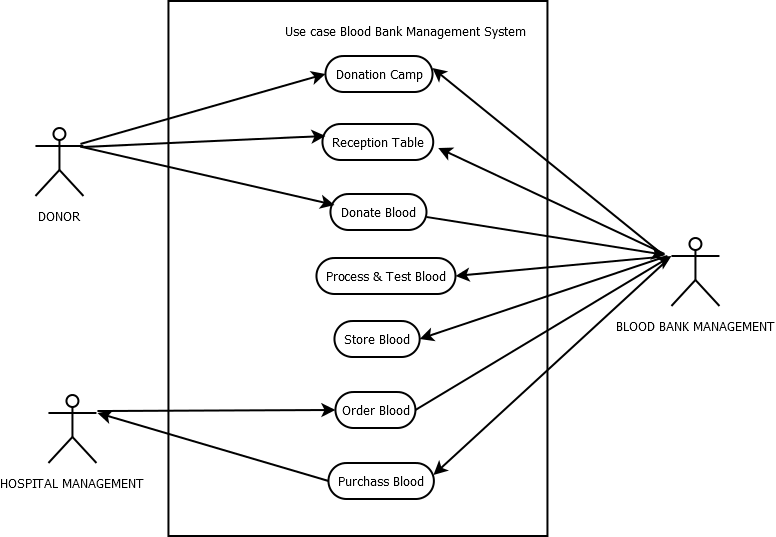 Use case Blood Bank Management System
Donation Camp
Reception Table
DONOR
Donate Blood
Process & Test Blood
BLOOD BANK MANAGEMENT
Store Blood
Order Blood
HOSPITAL MANAGEMENT
Purchass Blood